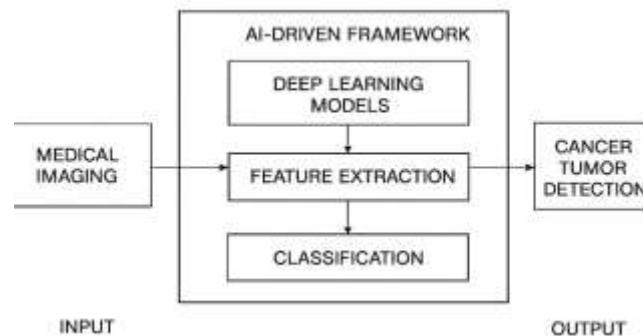 AI-DRIVEN FRAMEWORK
DEEP LEARNING
MODELS
MEDICAL
IMAGING
FEATURE EXTRACTION
CANCER
TUMOR
DETECTION
CLASSIFICATION
INPUT
OUTPUT